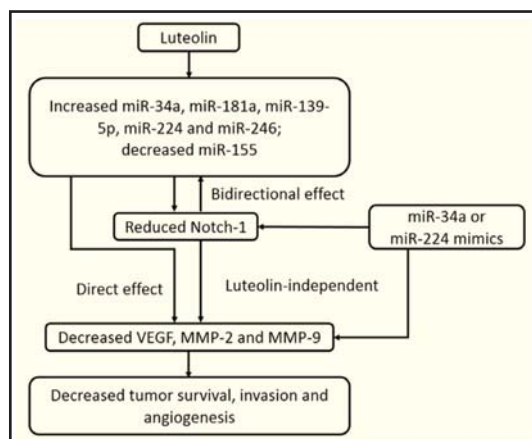 Luteolin
Increased miR-34a, miR-181a, miR-139-
5p, miR-224 and miR-246;
decreased miR-155
Bidirectional effect
Reduced Notch-1
miR-34a or
miR-224 mimics
Direct effect
Luteolin-independent
Decreased VEGF, MMP-2 and MMP-9
Decreased tumor survival, invasion and
angiogenesis